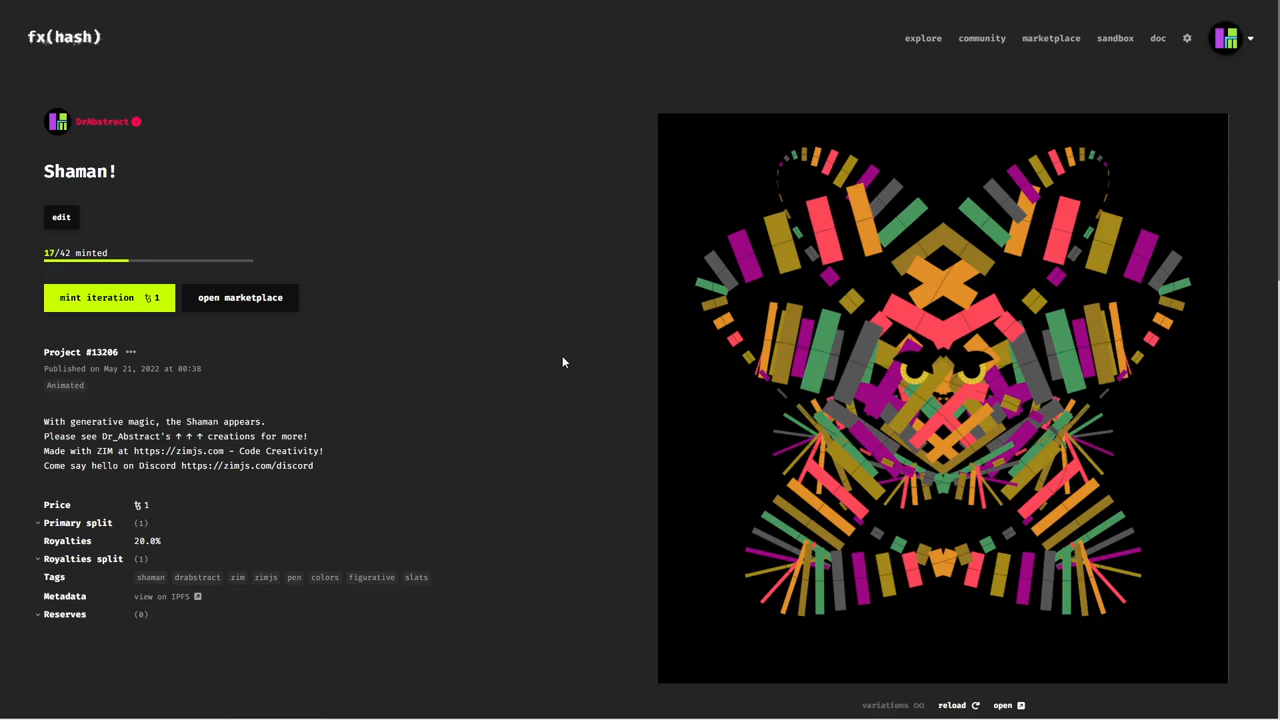 fx(hash)
explore community marketplace sandbox doc
DrAbstract
Shaman!
edit
17/42 minted
mint iteration ꜩ 1 open marketplace
Project #13206 •••
Published on May 21, 2022 at 00:38
Animated
With generative magic, the Shaman appears.
Please see Dr_Abstract's ↑ ↑ ↑ creations for more!
Made with ZIM at https://zimjs.com - Code Creativity!
Come say hello on Discord https://zimjs.com/discord
Price ꜩ 1
Primary split (1)
Royalties 20.0%
Royalties split (1)
Tags shaman drabstract zim zimjs pen colors figurative slats
Metadata view on IPFS
Reserves (0)
variations ∞ reload open